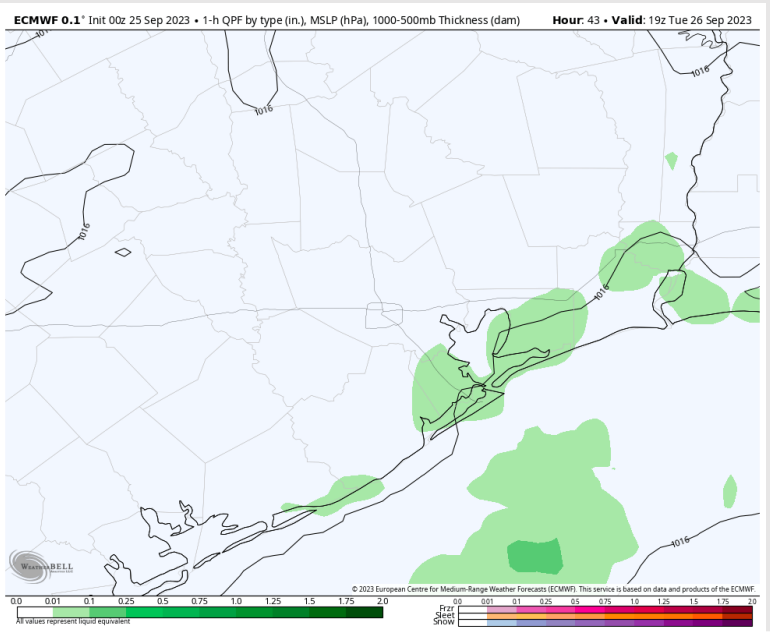 ECMWF 0.1° Init 00z 25 Sep 2023 • 1-h QPF by type (in.), MSLP (hPa), 1000-500mb Thickness (dam) Hour: 43 • Valid: 19z Tue 26 Sep 2023
1016
1016
1016
1016
1016
WEATHERBELL
© 2023 European Centre for Medium-Range Weather Forecasts (ECMWF). This service is based on data and products of the ECMWF.
0.0 0.01 0.1 0.25 0.5 0.75 1.0 1.25 1.5 1.75 2.0
All values represent liquid equivalent
0.0 0.01 0.1 0.25 0.5 0.75 1.0 1.25 1.5 1.75 2.0
Frzr
Sleet
Snow